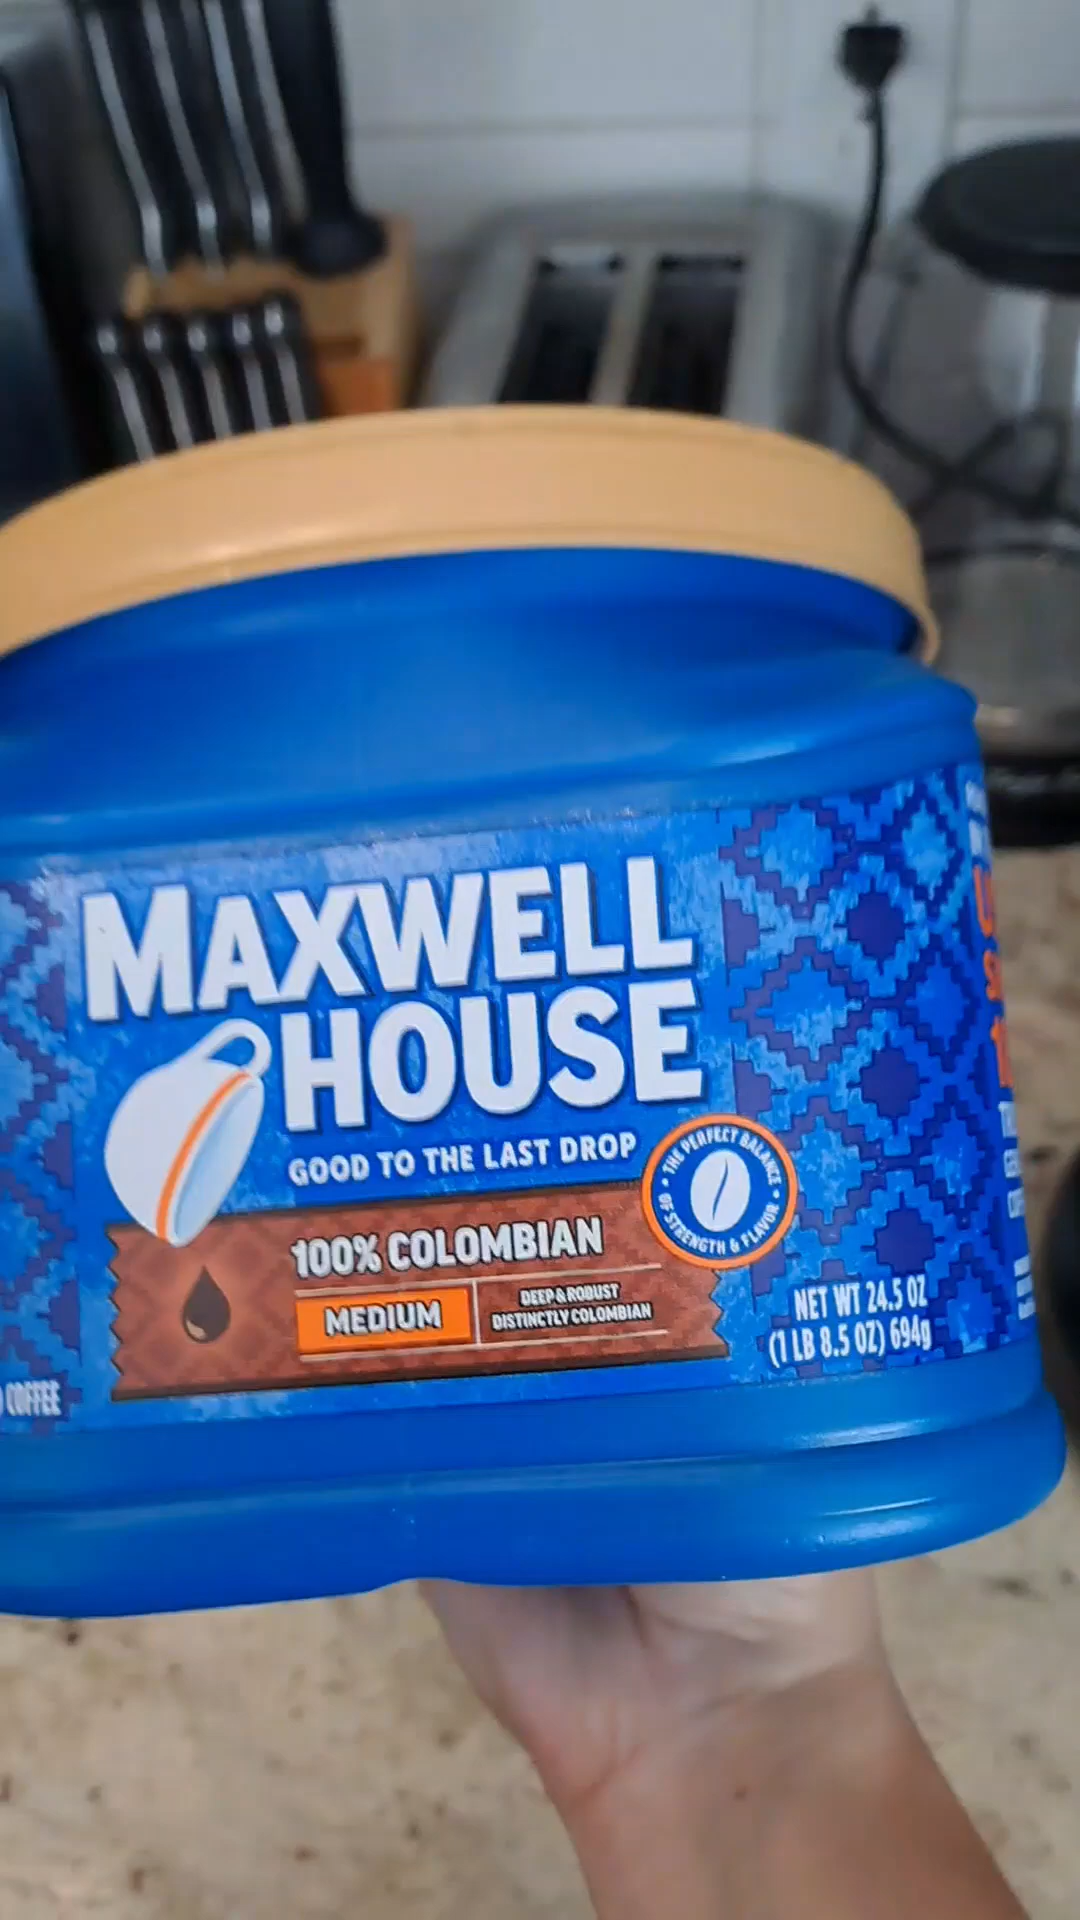 MAXWELL
HOUSE
GOOD TO THE LAST DROP
THE PERFECT BALANCE
OF STRENGTH & FLAVOR
100% COLOMBIAN
MEDIUM
DEEP & ROBUST
DISTINCTLY COLOMBIAN
NET WT 24.5 OZ
(1 LB 8.5 OZ) 694g
COFFEE